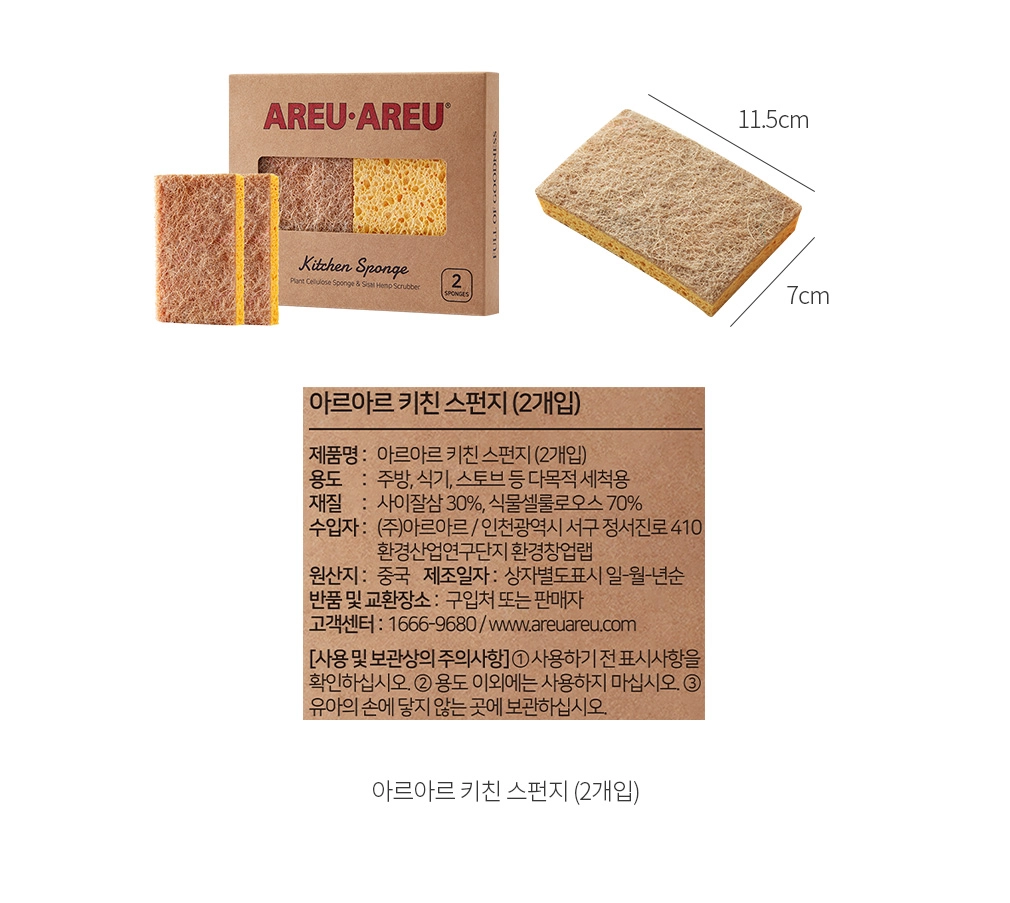 AREU·AREU®
FULL OF GOODNESS
Kitchen Sponge
Plant Cellulose Sponge & Sisal Hemp Scrubber
2
SPONGES
11.5cm
7cm
아르아르 키친 스펀지 (2개입)
제품명 : 아르아르 키친 스펀지 (2개입)
용도 : 주방, 식기, 스토브 등 다목적 세척용
재질 : 사이잘삼 30%, 식물셀룰로오스 70%
수입자 : (주)아르아르 / 인천광역시 서구 정서진로 410
환경산업연구단지 환경창업랩
원산지 : 중국 제조일자 : 상자별도표시 일-월-년순
반품 및 교환장소 : 구입처 또는 판매자
고객센터 : 1666-9680 / www.areuareu.com
[사용 및 보관상의 주의사항] ① 사용하기 전 표시사항을
확인하십시오. ② 용도 이외에는 사용하지 마십시오. ③
유아의 손에 닿지 않는 곳에 보관하십시오.
아르아르 키친 스펀지 (2개입)